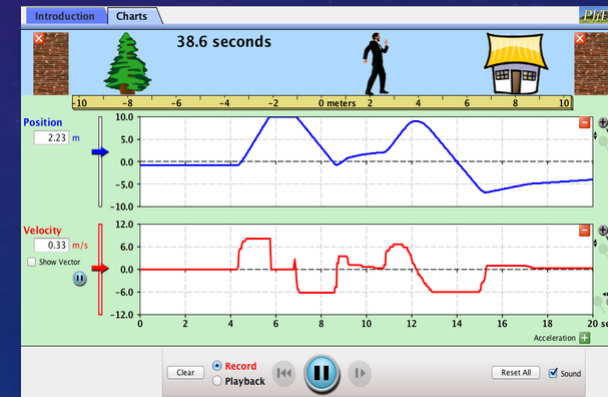 Introduction Charts
38.6 seconds
-10 -8 -6 -4 -2 0 meters 2 4 6 8 10
Position
2.23 m
10.0
5.0
0.0
-5.0
-10.0
Velocity
0.33 m/s
Show Vector
12.0
6.0
0.0
-6.0
-12.0
0 2 4 6 8 10 12 14 16 18 20
Acceleration
Clear Record Reset All Sound
Playback